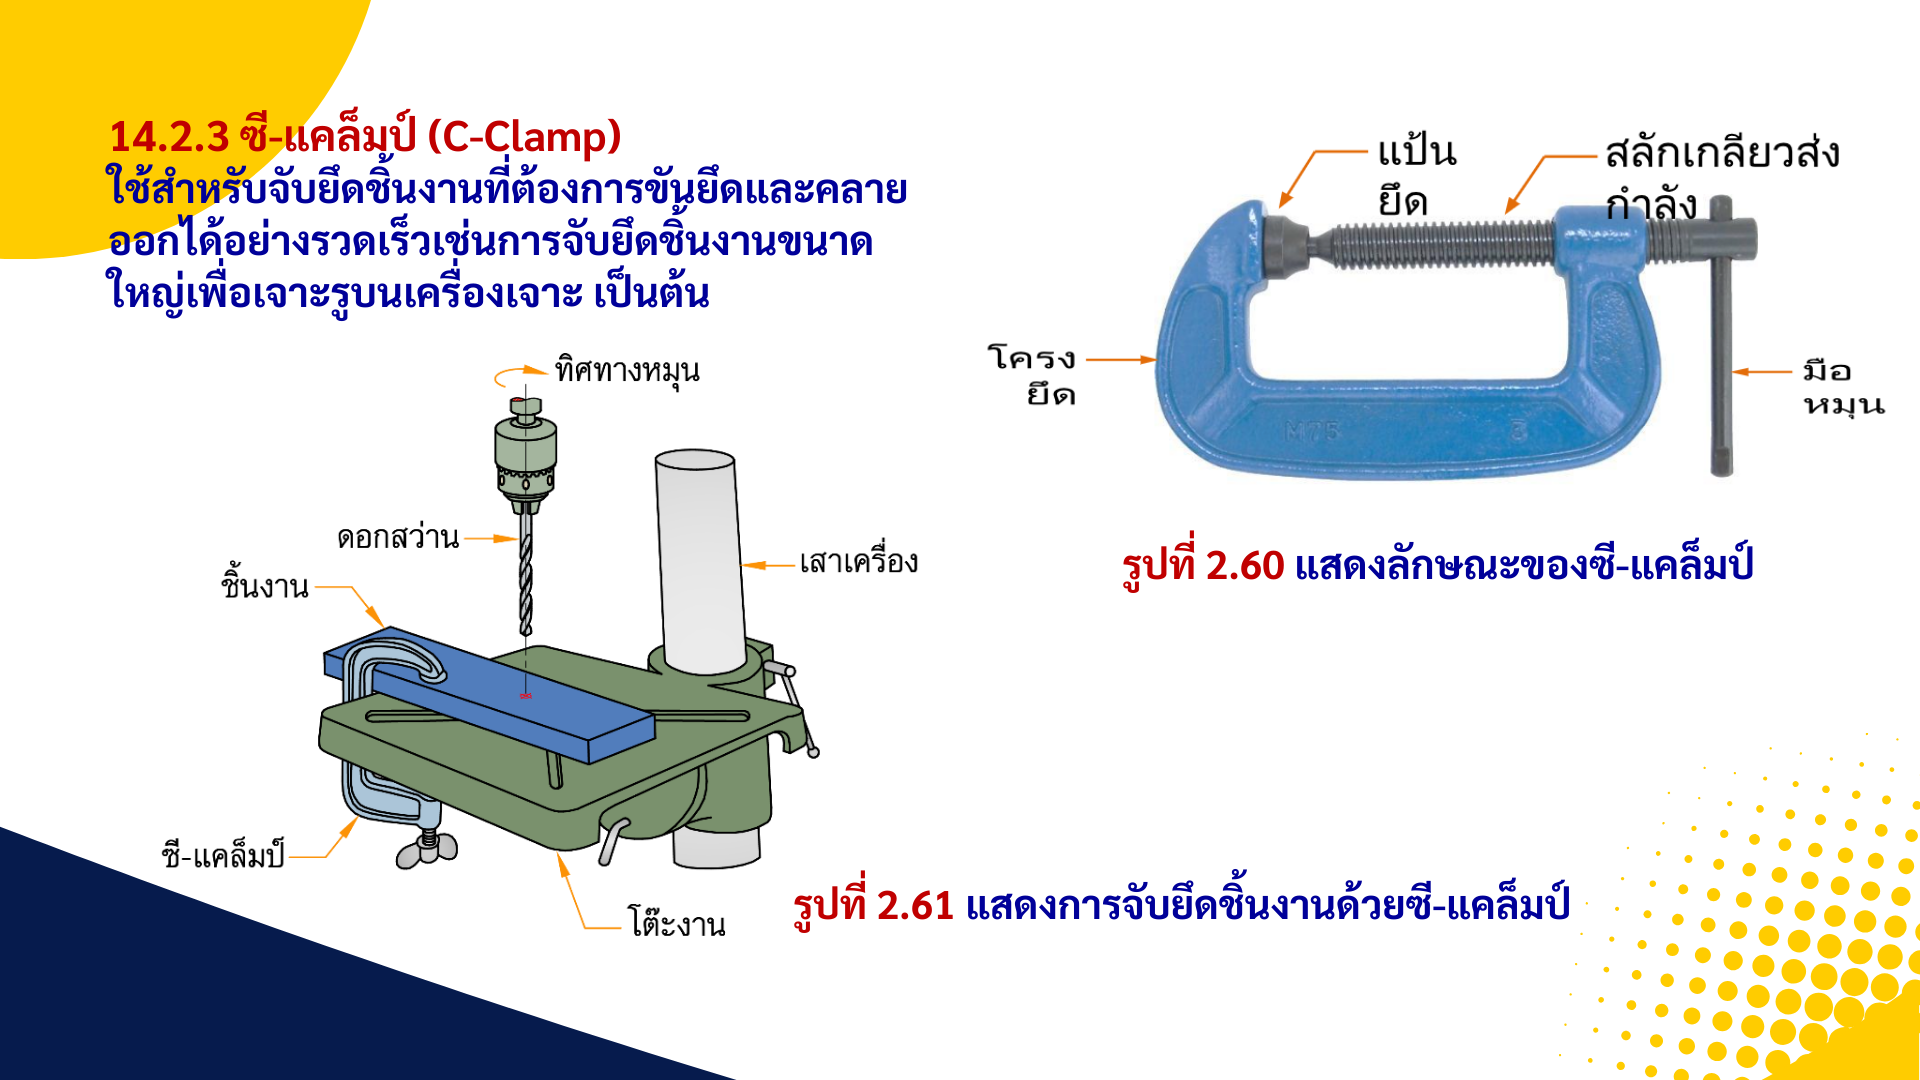 14.2.3 ซี-แคล็มป์ (C-Clamp)
ใช้สำหรับจับยึดชิ้นงานที่ต้องการขันยึดและคลาย
ออกได้อย่างรวดเร็วเช่นการจับยึดชิ้นงานขนาด
ใหญ่เพื่อเจาะรูบนเครื่องเจาะ เป็นต้น
แป้น
ยึด
สลักเกลียวส่ง
กำลัง
โครง
ยึด
มือ
หมุน
M75
3
รูปที่ 2.60 แสดงลักษณะของซี-แคล็มป์
ทิศทางหมุน
ดอกสว่าน
เสาเครื่อง
ชิ้นงาน
ซี-แคล็มป์
โต๊ะงาน
รูปที่ 2.61 แสดงการจับยึดชิ้นงานด้วยซี-แคล็มป์